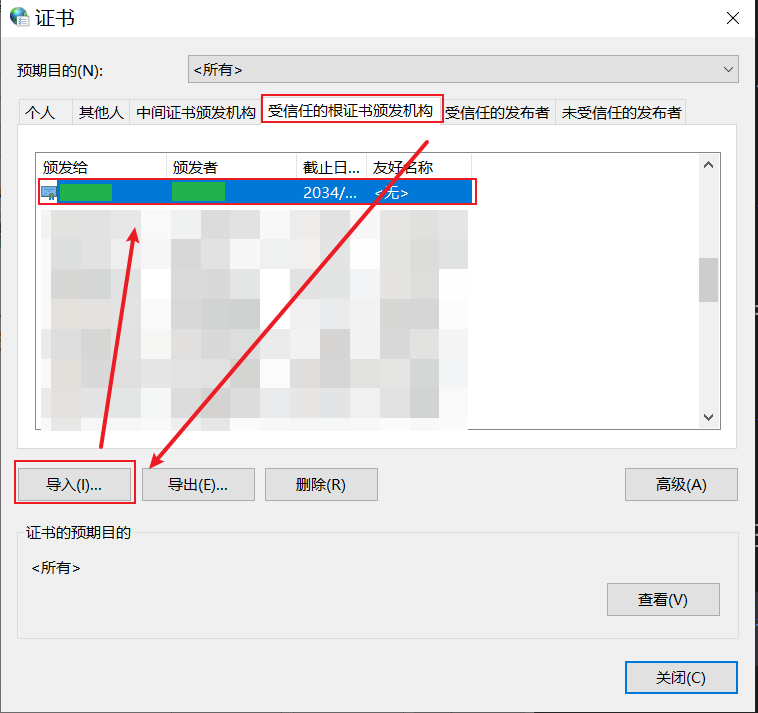 证书
预期目的(N):
<所有>
个人
其他人
中间证书颁发机构
受信任的根证书颁发机构
受信任的发布者
未受信任的发布者
颁发给
颁发者
截止日...
友好名称
2034/...
<无>
导入(I)...
导出(E)...
删除(R)
高级(A)
证书的预期目的
<所有>
查看(V)
关闭(C)